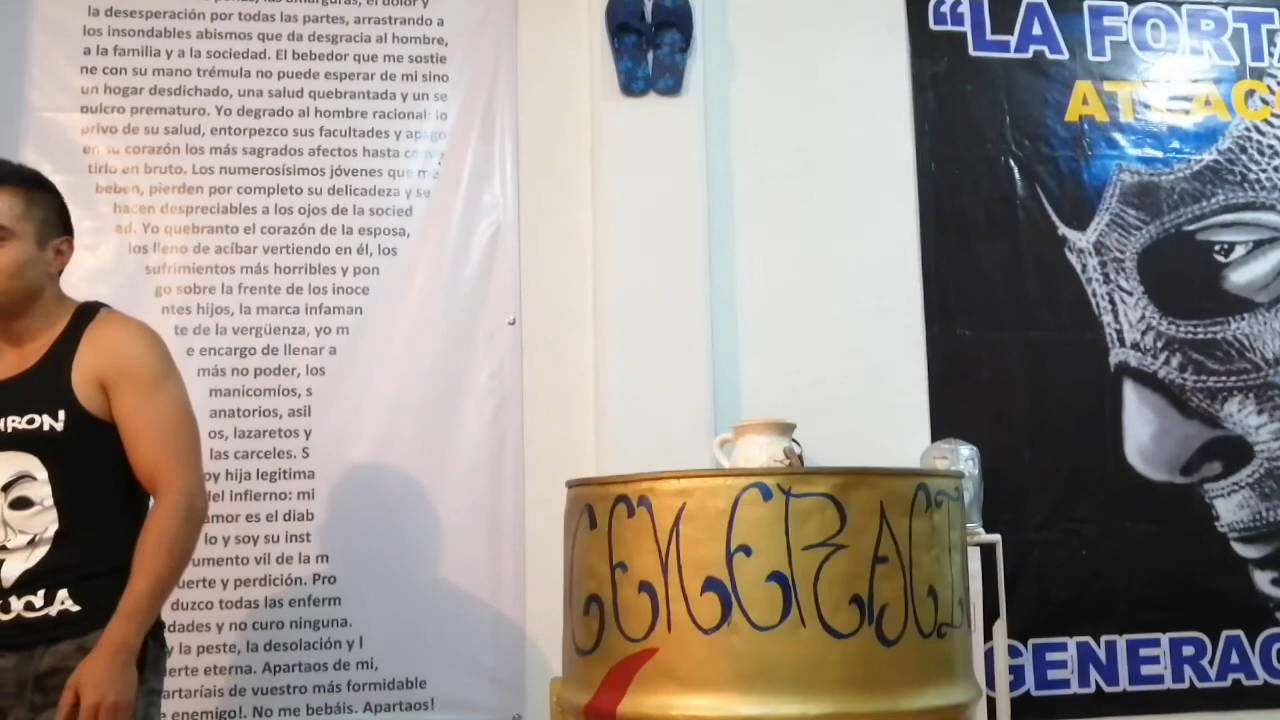 la desesperación por todas las partes, arrastrando a
los insondables abismos que da desgracia al hombre,
a la familia y a la sociedad. El bebedor que me sostie
ne con su mano trémula no puede esperar de mi sino
un hogar desdichado, una salud quebrantada y un se
pulcro prematuro. Yo degrado al hombre racional: lo
privo de su salud, entorpezco sus facultades y apago
en su corazón los más sagrados afectos hasta
tirlo en bruto. Los numerosísimos jóvenes que me
beben, pierden por completo su delicadeza y se
hacen despreciables a los ojos de la socied
ad. Yo quebranto el corazón de la esposa,
los lleno de acíbar vertiendo en él, los
sufrimientos más horribles y pon
go sobre la frente de los inoce
ntes hijos, la marca infaman
te de la vergüenza, yo m
e encargo de llenar a
más no poder, los
manicomíos, s
anatorios, asil
os, lazaretos y
las carceles. S
oy hija legitima
del infierno: mi
amor es el diab
lo y soy su inst
umento vil de la m
uerte y perdición. Pro
duzco todas las enferm
edades y no curo ninguna.
y la peste, la desolación y l
erte eterna. Apartaos de mi,
artaríais de vuestro más formidable
e enemigo!. No me bebáis. Apartaos!
IRON
UCA
GENERACI
"LA FORTA
ATLAC
GENERAC